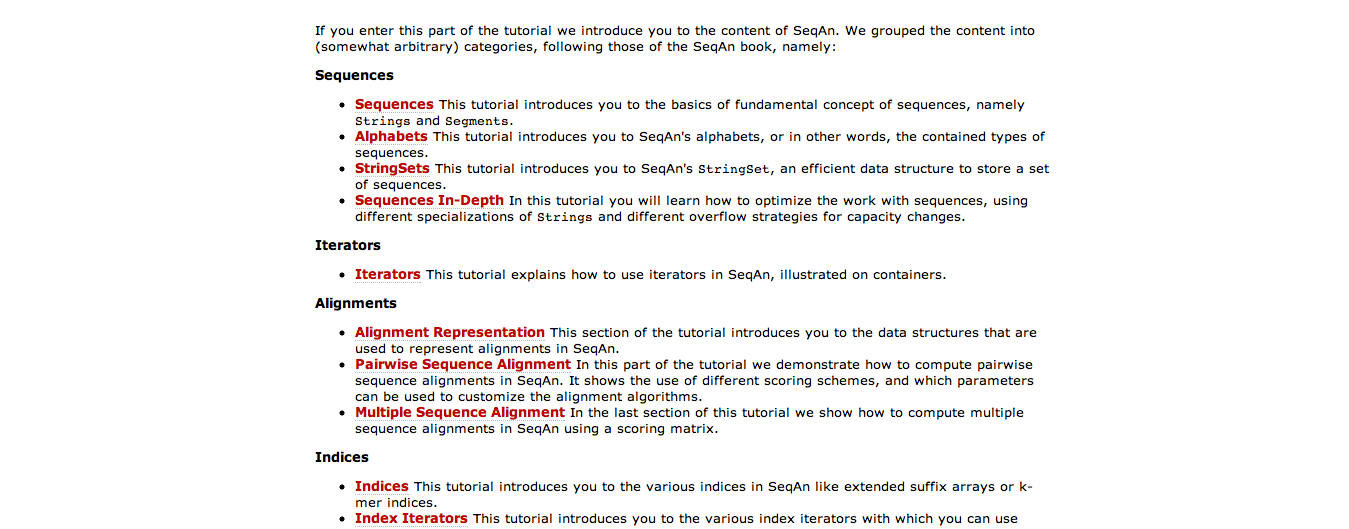 If you enter this part of the tutorial we introduce you to the content of SeqAn. We grouped the content into
(somewhat arbitrary) categories, following those of the SeqAn book, namely:
Sequences
• Sequences This tutorial introduces you to the basics of fundamental concept of sequences, namely
Strings and Segments.
• Alphabets This tutorial introduces you to SeqAn's alphabets, or in other words, the contained types of
sequences.
• StringSets This tutorial introduces you to SeqAn's StringSet, an efficient data structure to store a set
of sequences.
• Sequences In-Depth In this tutorial you will learn how to optimize the work with sequences, using
different specializations of Strings and different overflow strategies for capacity changes.
Iterators
• Iterators This tutorial explains how to use iterators in SeqAn, illustrated on containers.
Alignments
• Alignment Representation This section of the tutorial introduces you to the data structures that are
used to represent alignments in SeqAn.
• Pairwise Sequence Alignment In this part of the tutorial we demonstrate how to compute pairwise
sequence alignments in SeqAn. It shows the use of different scoring schemes, and which parameters
can be used to customize the alignment algorithms.
• Multiple Sequence Alignment In the last section of this tutorial we show how to compute multiple
sequence alignments in SeqAn using a scoring matrix.
Indices
• Indices This tutorial introduces you to the various indices in SeqAn like extended suffix arrays or k-
mer indices.
• Index Iterators This tutorial introduces you to the various index iterators with which you can use